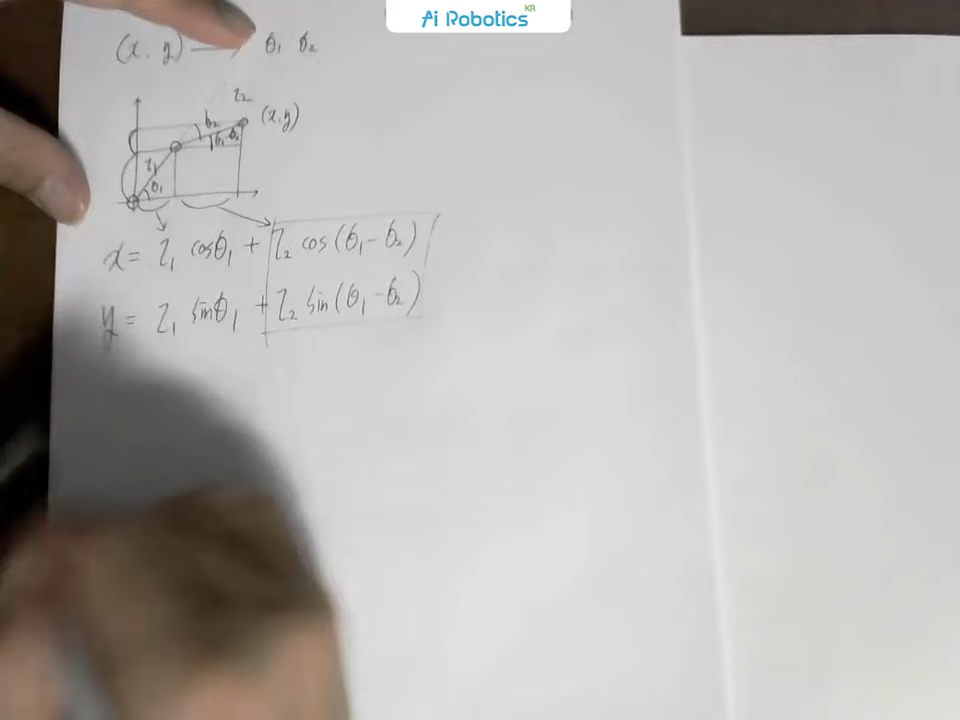 Ai Robotics KR
(x, y) → θ₁ θ₂
l₂
θ₂ (x,y)
θ₁-θ₂
l₁
θ₁
x = l₁ cosθ₁ + l₂ cos(θ₁-θ₂)
y = l₁ sinθ₁ + l₂ sin(θ₁-θ₂)